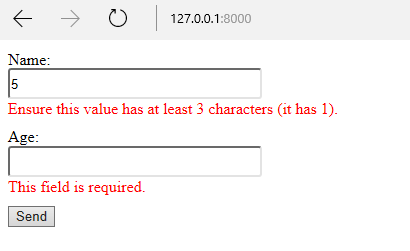 127.0.0.1:8000
Name:
5
Ensure this value has at least 3 characters (it has 1).
Age:
This field is required.
Send